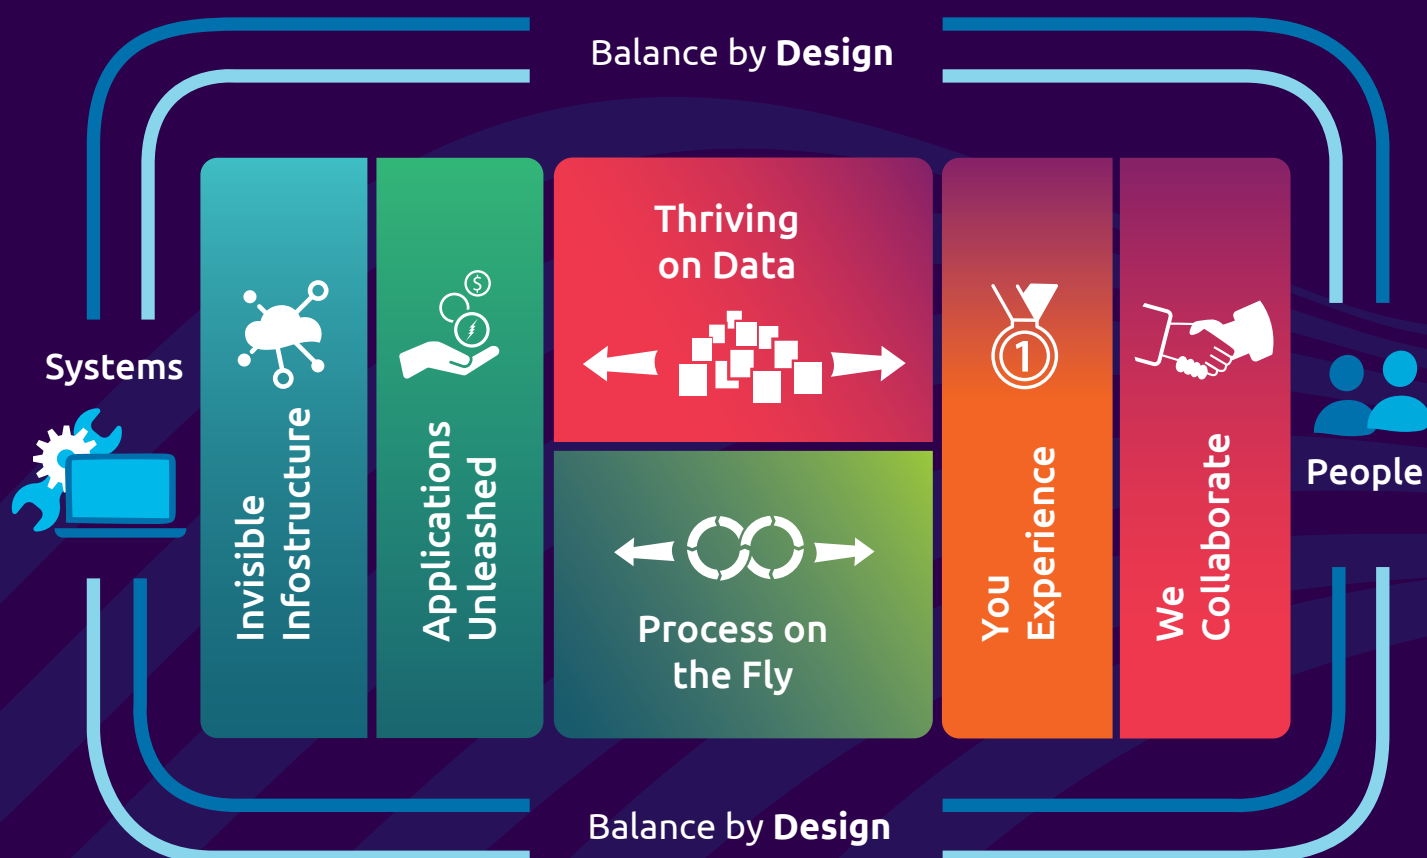 Balance by Design
Systems
Invisible
Infostructure
$
Applications
Unleashed
Thriving
on Data
Process on
the Fly
1
You
Experience
We
Collaborate
People
Balance by Design